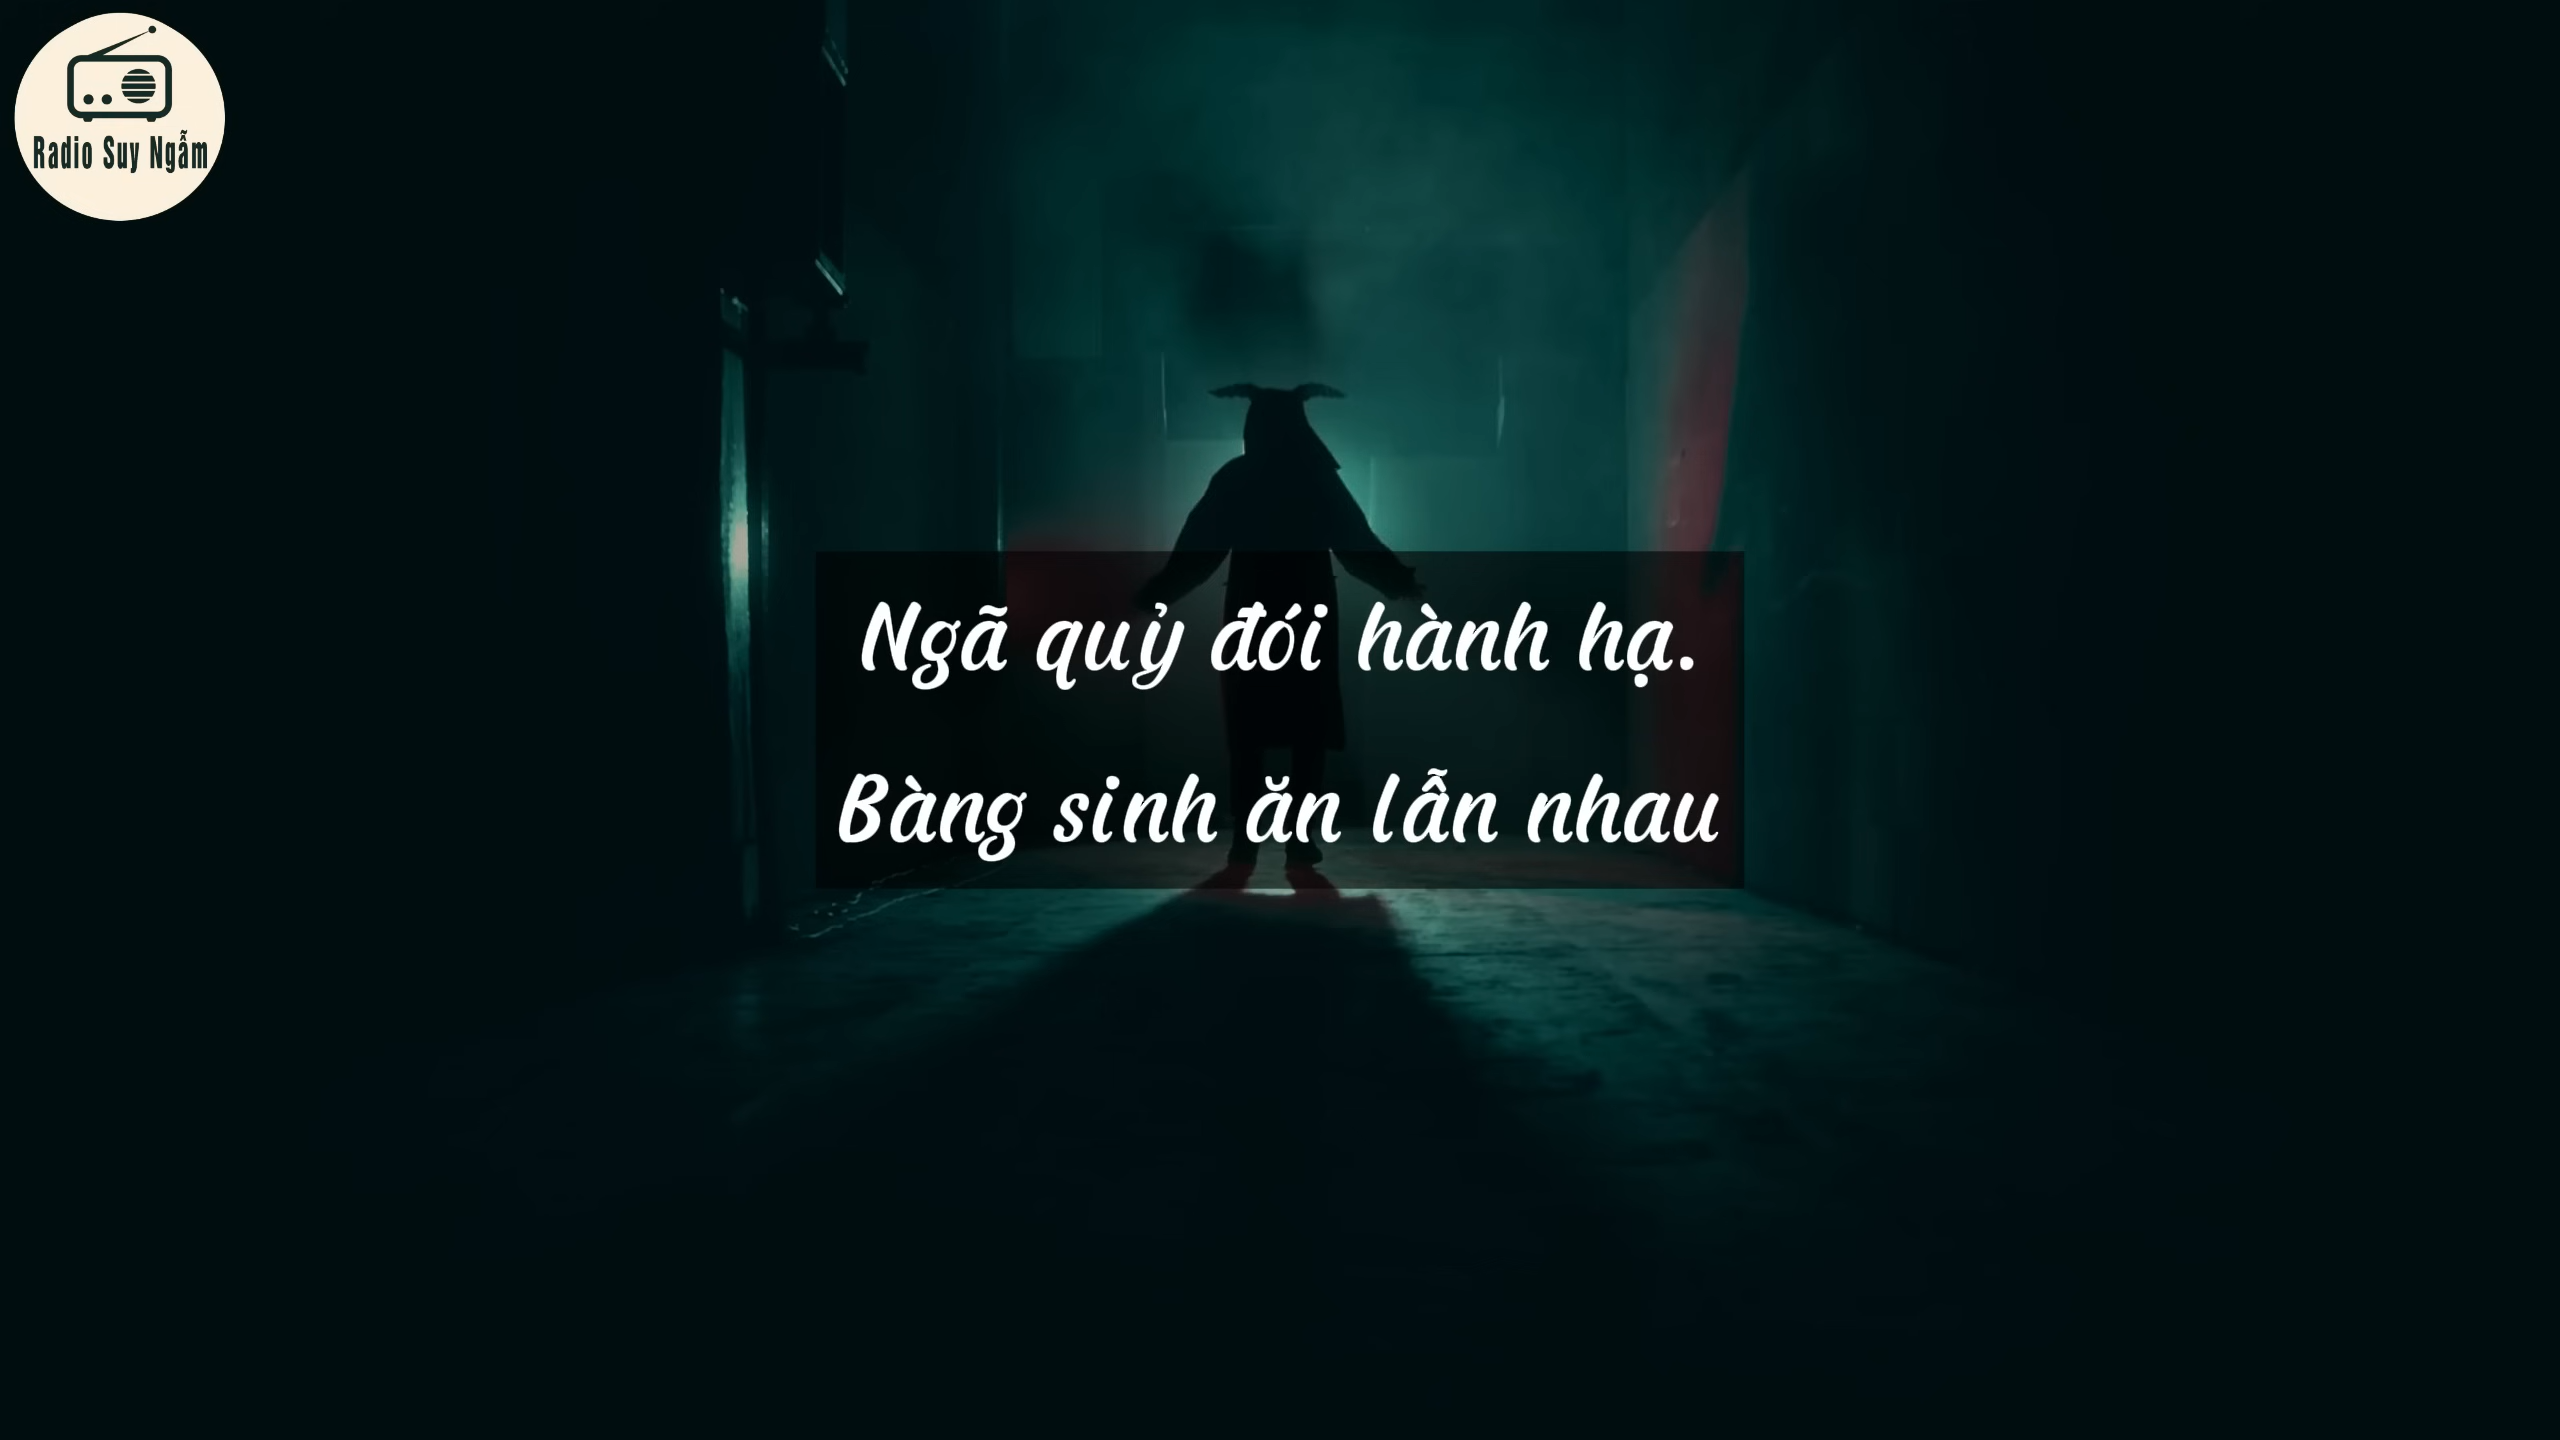 Radio Suy Ngẫm
Ngã quỷ đói hành hạ.
Bàng sinh ăn lẫn nhau